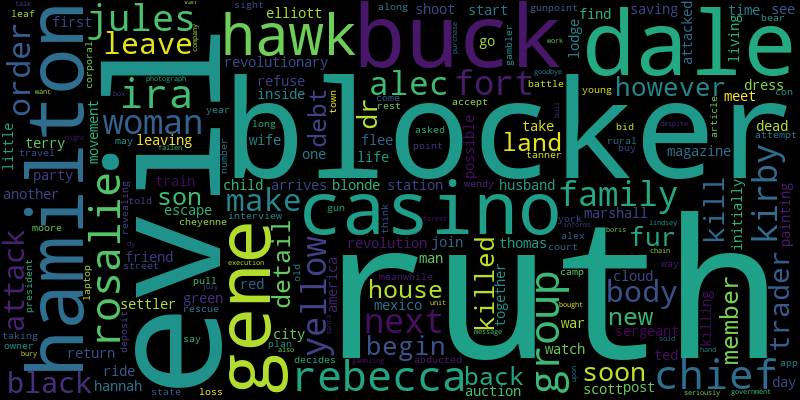 blocker
ruth
evil
buck
dale
casino
hamilton
gene
hawk
jules
leave
ira
woman
rosalie
alec
fort
dr
debt
land
however
family
kirby
trader
kill
fur
body
chief
soon
member
group
killed
house
next
begin
rebecca
back
yellow
detail
make
son
order
attack
black
new
leaving
movement
revolutionary
refuse
inside
elliott
go
start
shoot
saving
time
see
first
leaf
talk
sight
along
gunpoint
find
lodge
attacked
living
bear
corporal
photograph
company
gambler
work
goodbye
purchase
battle
young
dress
meet
dead
con
attempt
little
terry
travel
party
another
may
told
revealing
train
escape
friend
street
cheyenne
year
number
long
wife
one
life
flee
rest
come
asked
point
possible
accept
take
tanner
town
bid
rural
buy
article
magazine
despite
box
fallen
night
want
child
arrives
blonde
station
husband
wendy
interview
gun
think
revolution
join
thomas
york
marshall
alex
court
boris
lindsey
initially
painting
moore
president
laptop
settler
deposit
green
rescue
pull
red
execution
old
america
mexico
meanwhile
man
unit
message
together
camp
war
watch
cloud
sergeant
ted
chain
way
killing
sold
hand
seriously
government
app
day
post
scott
auction
decides
abducted
city
plan
also
say
loss
state
ride
hannah
return
taking
owner
bury
informs
forest
bought
upon
gambling